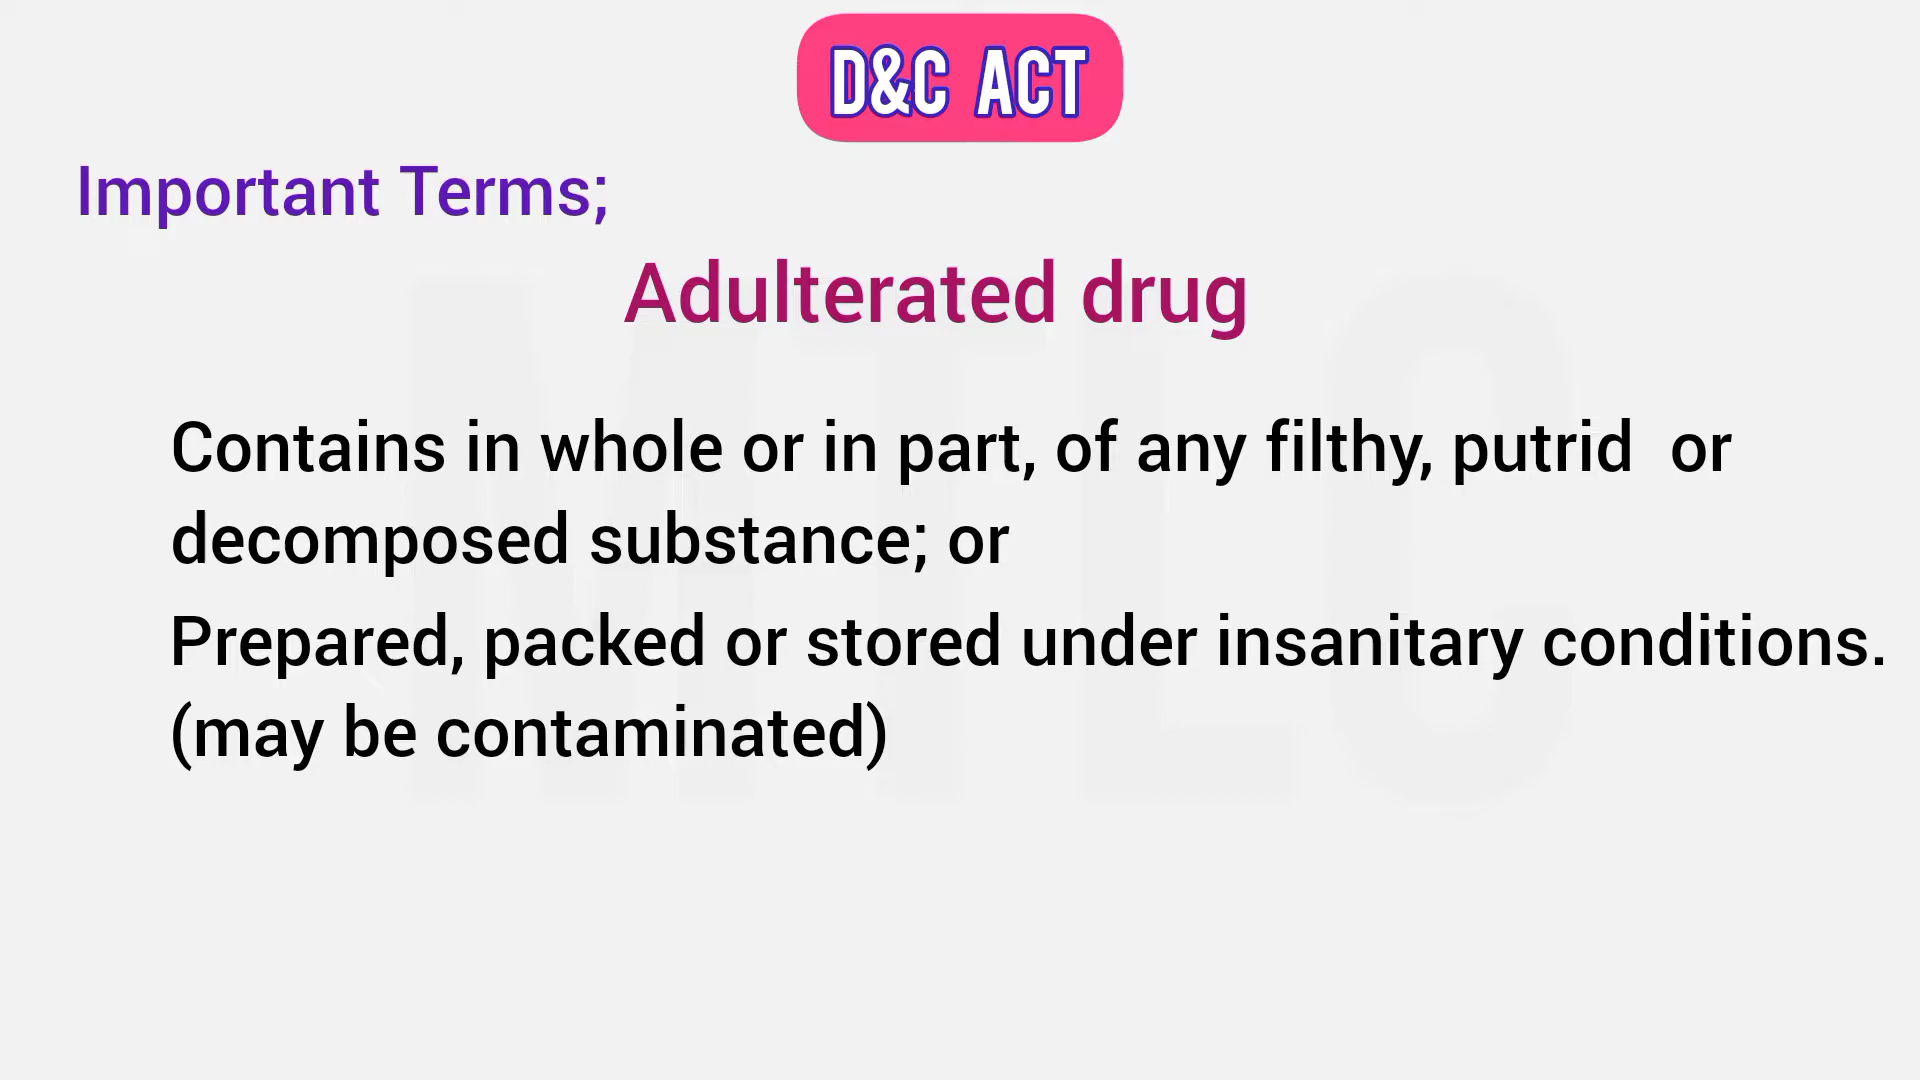 D&C ACT
Important Terms;
Adulterated drug
Contains in whole or in part, of any filthy, putrid  or
decomposed substance; or
Prepared, packed or stored under insanitary conditions.
(may be contaminated)
MTLC